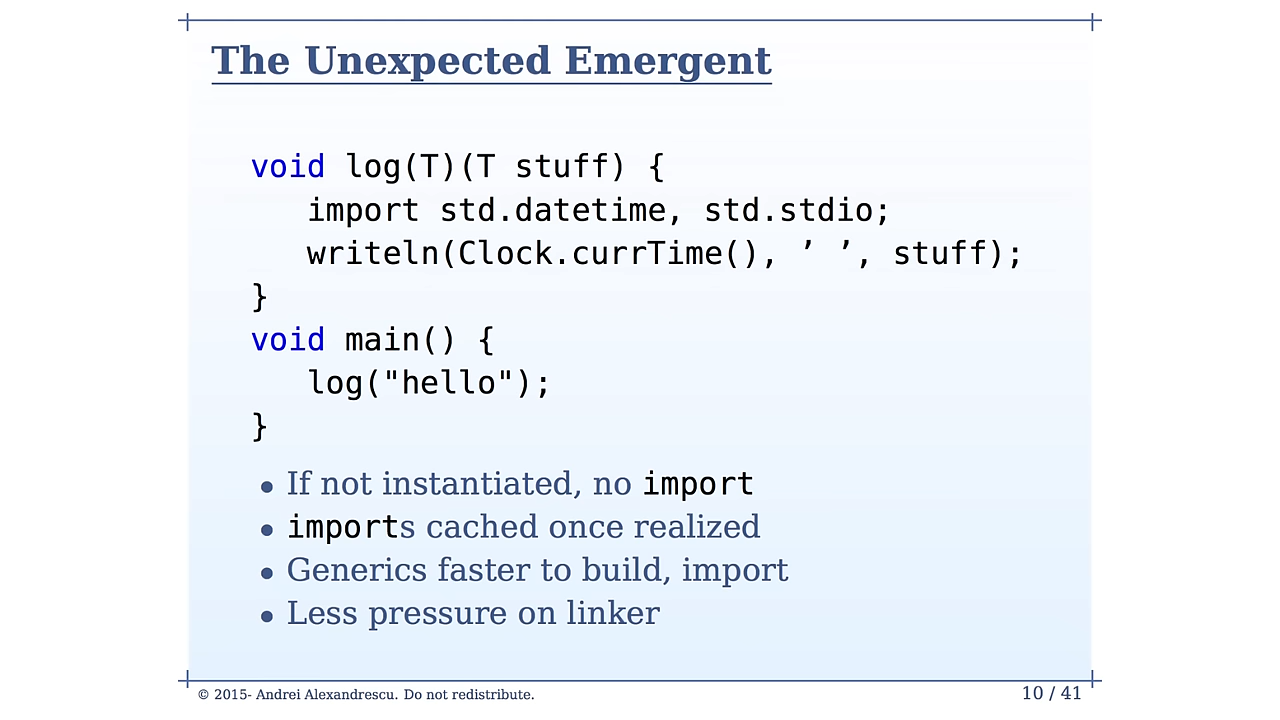 The Unexpected Emergent
void log(T)(T stuff) {
import std.datetime, std.stdio;
writeln(Clock.currTime(), ’ ’, stuff);
}
void main() {
log("hello");
}
• If not instantiated, no import
• imports cached once realized
• Generics faster to build, import
• Less pressure on linker
© 2015- Andrei Alexandrescu. Do not redistribute.
10 / 41